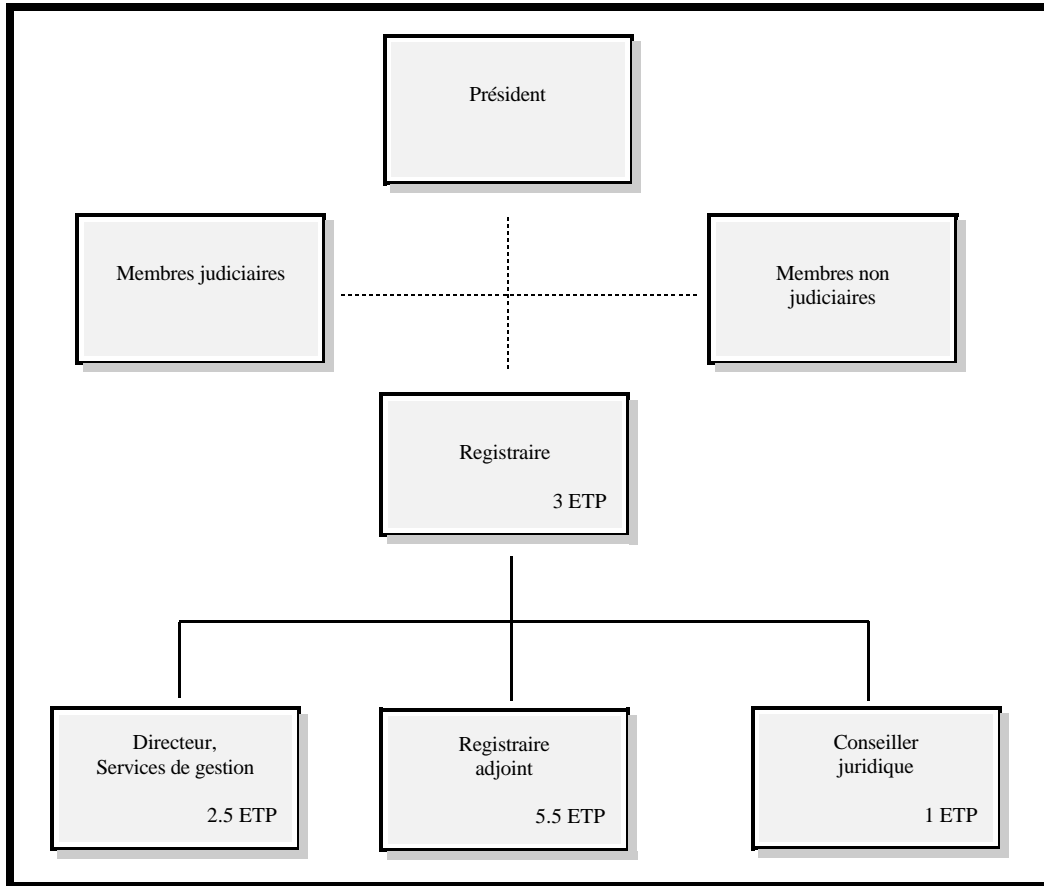 Président
Membres judiciaires
Membres non
judiciaires
Registraire
3 ETP
Directeur,
Services de gestion
2.5 ETP
Registraire
adjoint
5.5 ETP
Conseiller
juridique
1 ETP